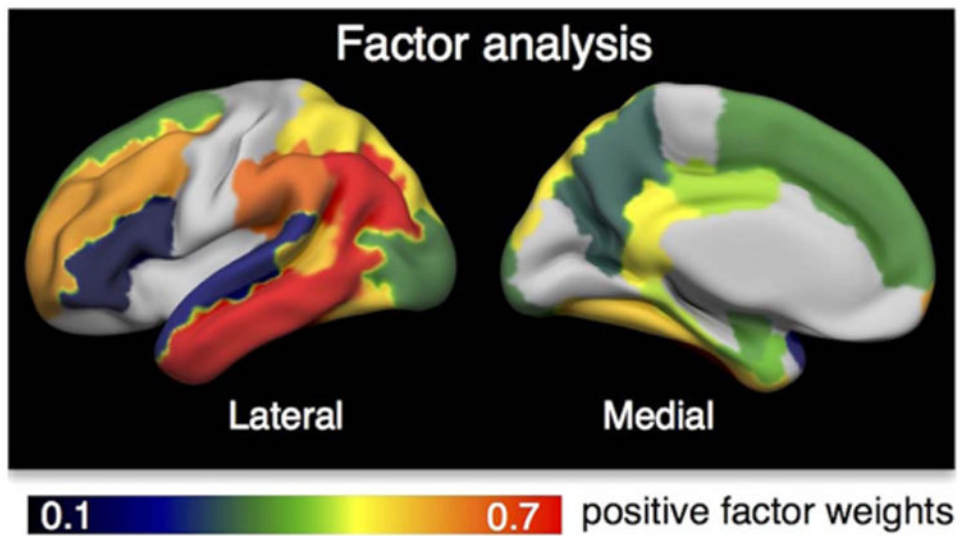 Factor analysis
Lateral
Medial
0.1
0.7
positive factor weights